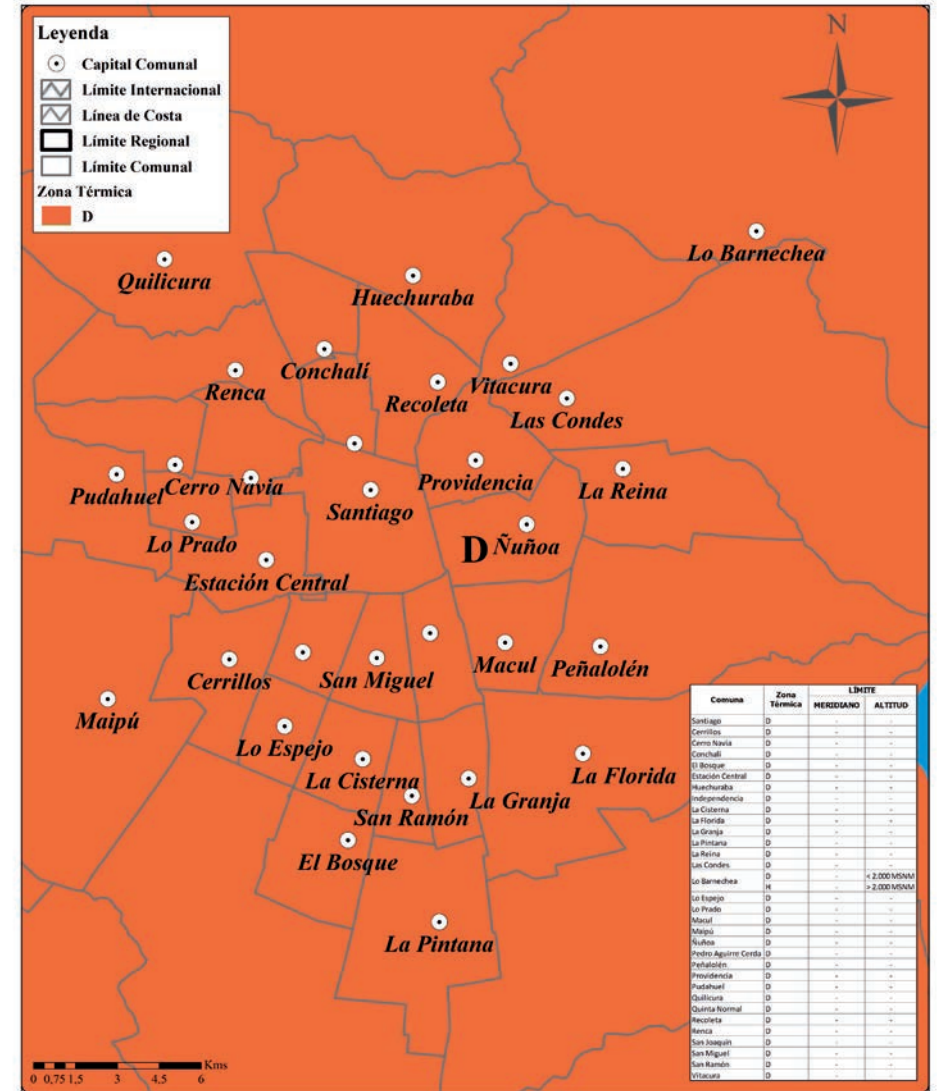 Leyenda
Capital Comunal
Límite Internacional
Línea de Costa
Límite Regional
Límite Comunal
Zona Térmica
D
N
Lo Barnechea
Quilicura
Huechuraba
Conchalí
Renca
Recoleta
Vitacura
Las Condes
Pudahuel
Cerro Navia
Santiago
Providencia
La Reina
Lo Prado
D
Ñuñoa
Estación Central
Cerrillos
San Miguel
Macul
Peñalolén
Maipú
Lo Espejo
La Cisterna
San Ramón
La Granja
La Florida
El Bosque
La Pintana
Comuna Zona Térmica LÍMITE
MERIDIANO ALTITUD
Santiago D - -
Cerrillos D - -
Cerro Navia D - -
Conchalí D - -
El Bosque D - -
Estación Central D - -
Huechuraba D - -
Independencia D - -
La Cisterna D - -
La Florida D - -
La Granja D - -
La Pintana D - -
La Reina D - -
Las Condes D - -
Lo Barnechea D - < 2.000 MSNM
H - > 2.000 MSNM
Lo Espejo D - -
Lo Prado D - -
Macul D - -
Maipú D - -
Ñuñoa D - -
Pedro Aguirre Cerda D - -
Peñalolén D - -
Providencia D - -
Pudahuel D - -
Quilicura D - -
Quinta Normal D - -
Recoleta D - -
Renca D - -
San Joaquín D - -
San Miguel D - -
San Ramón D - -
Vitacura D - -
Kms
0 0,75 1,5 3 4,5 6